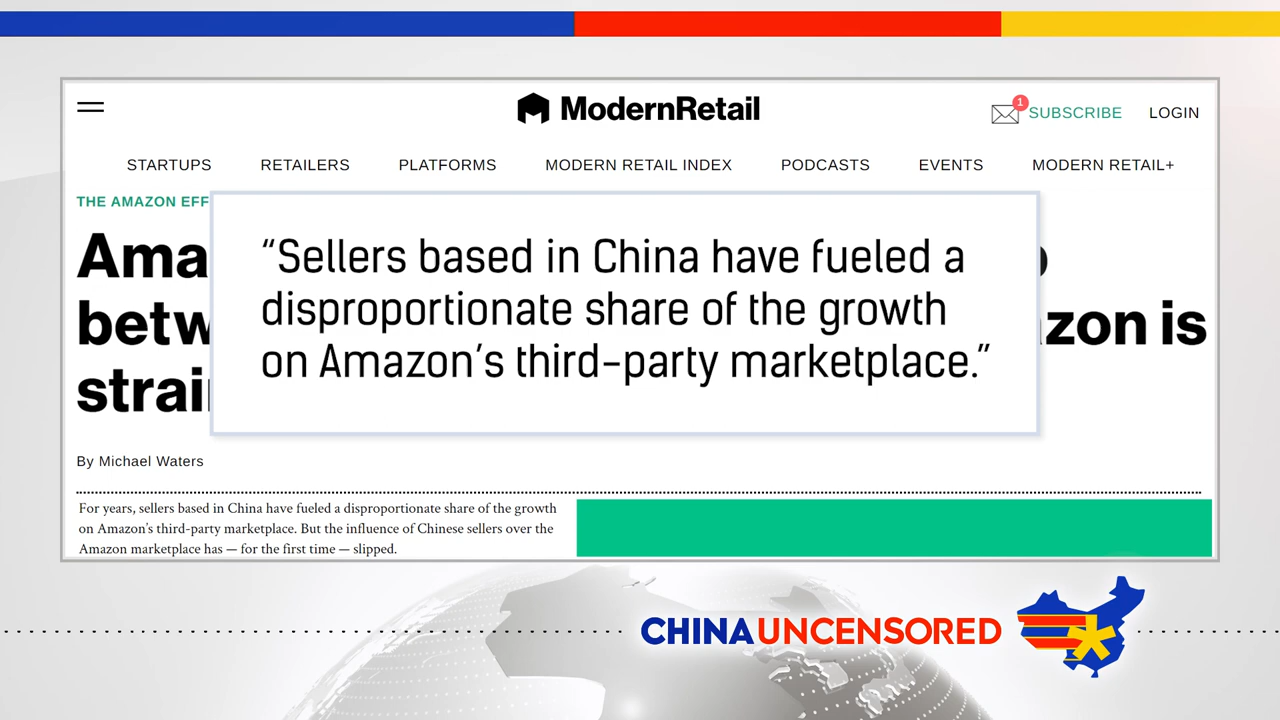 ModernRetail
1
SUBSCRIBE
LOGIN
STARTUPS
RETAILERS
PLATFORMS
MODERN RETAIL INDEX
PODCASTS
EVENTS
MODERN RETAIL+
THE AMAZON EFF
Ama
betw
zon is
strai
“Sellers based in China have fueled a
disproportionate share of the growth
on Amazon’s third-party marketplace.”
By Michael Waters
For years, sellers based in China have fueled a disproportionate share of the growth
on Amazon’s third-party marketplace. But the influence of Chinese sellers over the
Amazon marketplace has — for the first time — slipped.
CHINA UNCENSORED